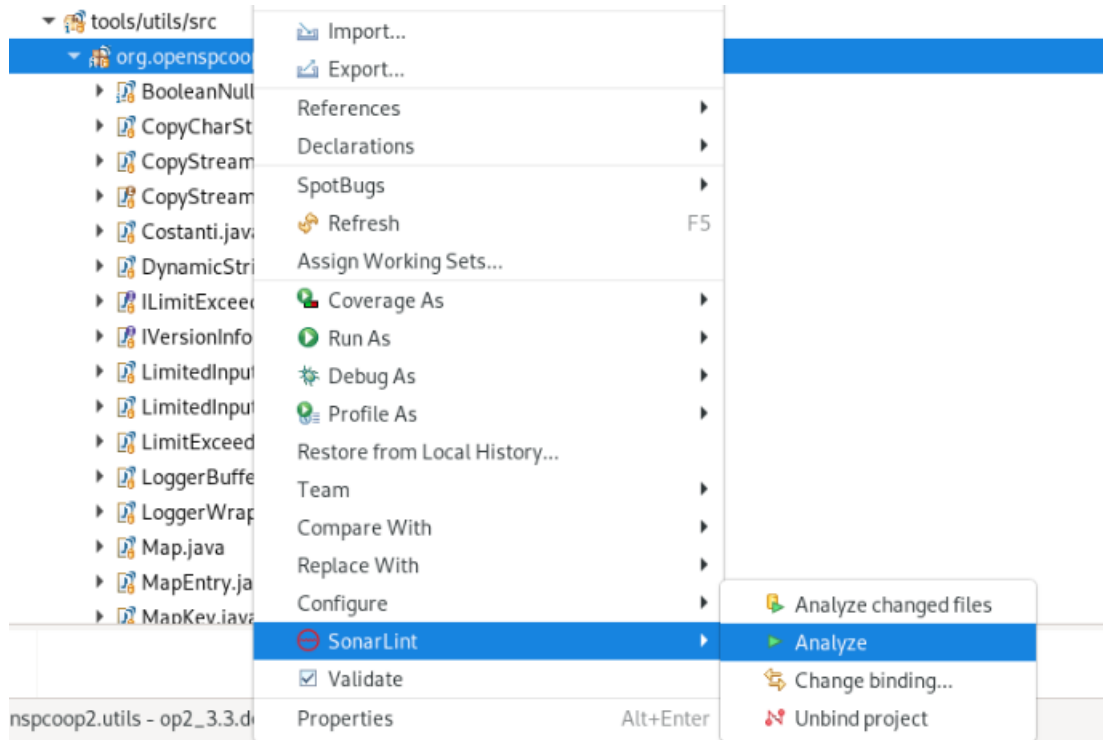 tools/utils/src
org.openspcoo
BooleanNull
CopyCharSt
CopyStream
CopyStream
Costanti.java
DynamicStri
ILimitExceed
IVersionInfo
LimitedInput
LimitedInput
LimitExceed
LoggerBuffe
LoggerWrap
Map.java
MapEntry.ja
MapKey.java
nspcoop2.utils - op2_3.3.d
Import...
Export...
References
Declarations
SpotBugs
Refresh F5
Assign Working Sets...
Coverage As
Run As
Debug As
Profile As
Restore from Local History...
Team
Compare With
Replace With
Configure
SonarLint
Validate
Properties Alt+Enter
Analyze changed files
Analyze
Change binding...
Unbind project